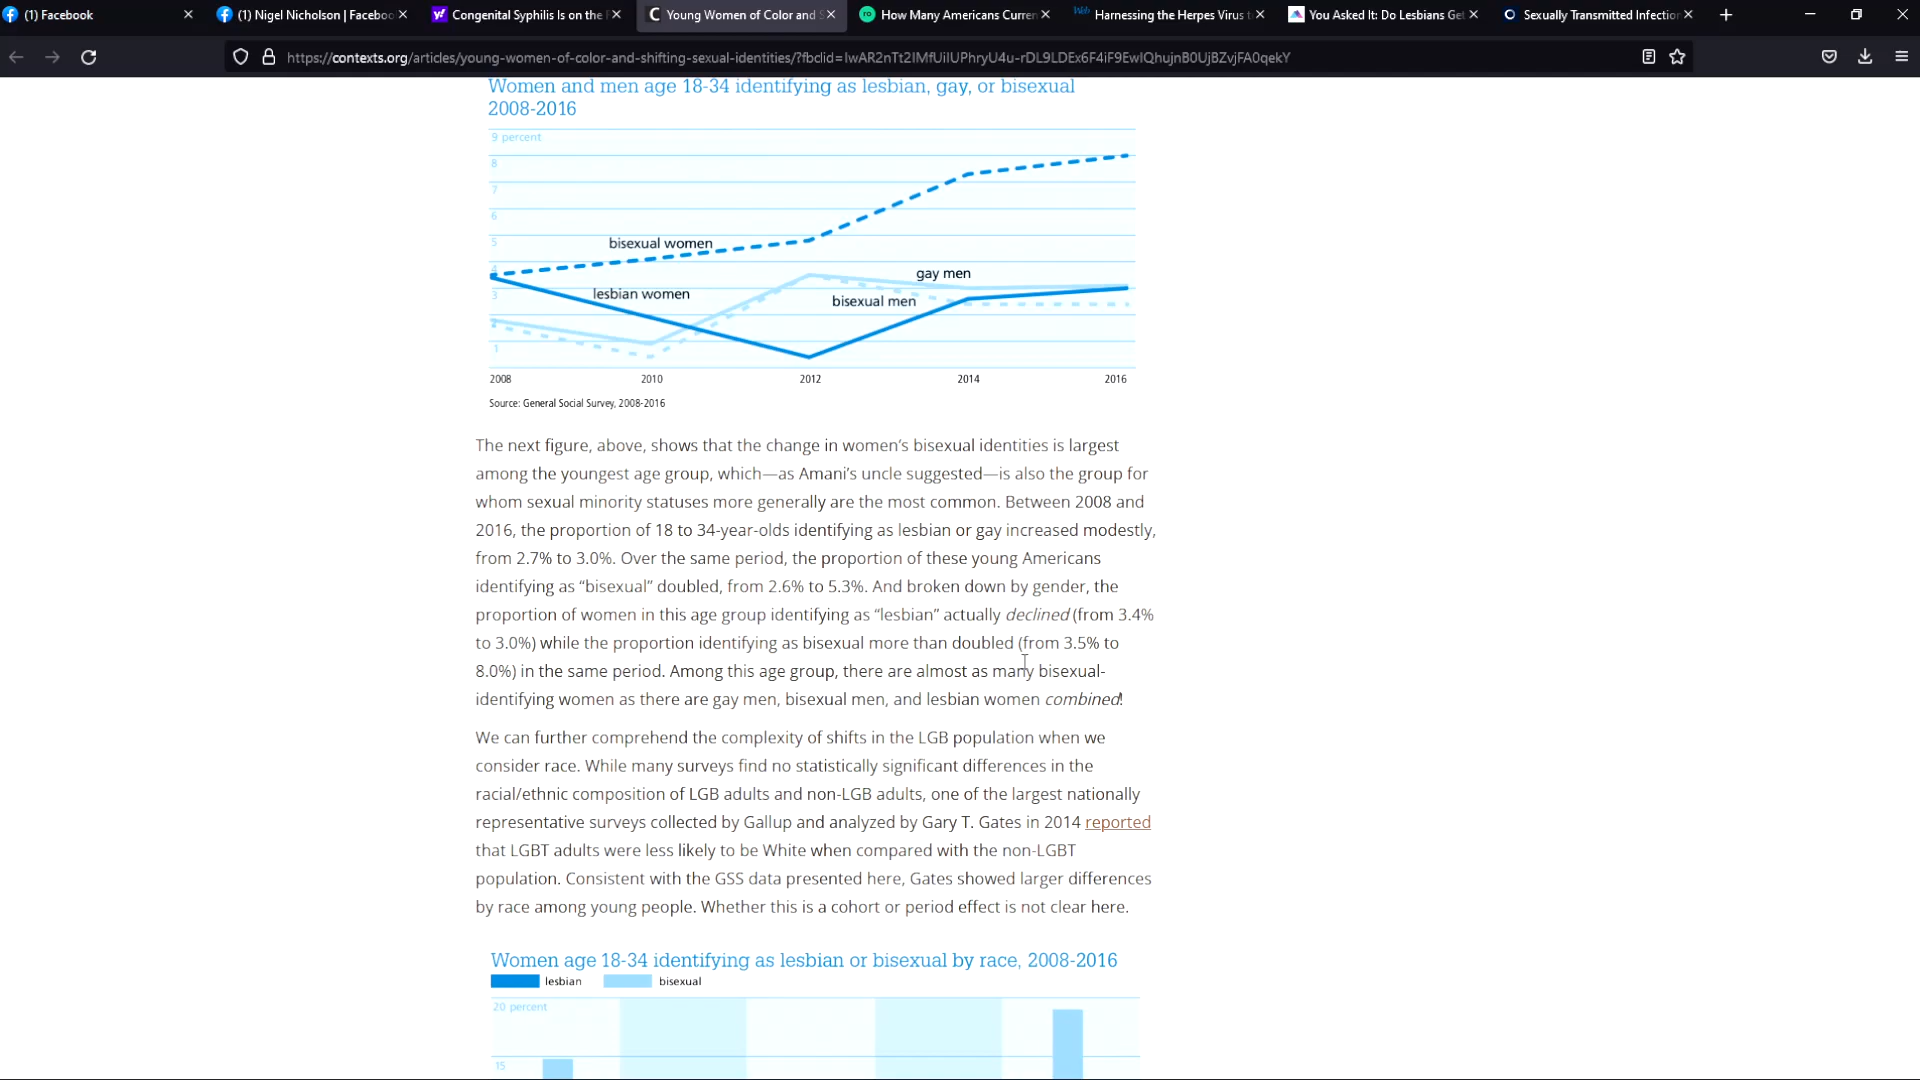 (1) Facebook
(1) Nigel Nicholson | Faceboo
Congenital Syphilis Is on the
Young Women of Color and S
How Many Americans Curren
Harnessing the Herpes Virus t
You Asked It: Do Lesbians Get
Sexually Transmitted Infection
https://contexts.org/articles/young-women-of-color-and-shifting-sexual-identities/?fbclid=
Women and men age 18-34 identifying as lesbian, gay, or bisexual
2008-2016
9 percent
8
7
6
5
bisexual women
4
gay men
3
lesbian women
bisexual men
1
2008 2010 2012 2014 2016
Source: General Social Survey, 2008-2016
The next figure, above, shows that the change in women's bisexual identities is largest
among the youngest age group, which—as Amani's uncle suggested—is also the group for
whom sexual minority statuses more generally are the most common. Between 2008 and
2016, the proportion of 18 to 34-year-olds identifying as lesbian or gay increased modestly,
from 2.7% to 3.0%. Over the same period, the proportion of these young Americans
identifying as “bisexual” doubled, from 2.6% to 5.3%. And broken down by gender, the
proportion of women in this age group identifying as “lesbian” actually declined (from 3.4%
to 3.0%) while the proportion identifying as bisexual more than doubled (from 3.5% to
8.0%) in the same period. Among this age group, there are almost as many bisexual-
identifying women as there are gay men, bisexual men, and lesbian women combined!
We can further comprehend the complexity of shifts in the LGB population when we
consider race. While many surveys find no statistically significant differences in the
racial/ethnic composition of LGB adults and non-LGB adults, one of the largest nationally
representative surveys collected by Gallup and analyzed by Gary T. Gates in 2014 reported
that LGBT adults were less likely to be White when compared with the non-LGBT
population. Consistent with the GSS data presented here, Gates showed larger differences
by race among young people. Whether this is a cohort or period effect is not clear here.
Women age 18-34 identifying as lesbian or bisexual by race, 2008-2016
lesbian bisexual
20 percent
15